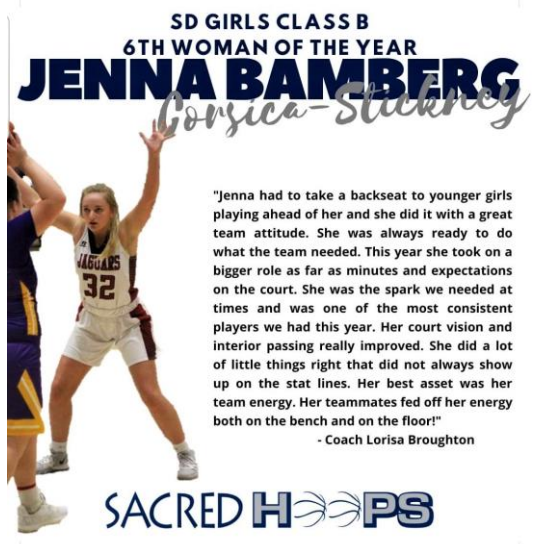 SD GIRLS CLASS B
6TH WOMAN OF THE YEAR
JENNA BAMBERG
Corsica-Stickney
JAGUARS
32
"Jenna had to take a backseat to younger girls
playing ahead of her and she did it with a great
team attitude. She was always ready to do
what the team needed. This year she took on a
bigger role as far as minutes and expectations
on the court. She was the spark we needed at
times and was one of the most consistent
players we had this year. Her court vision and
interior passing really improved. She did a lot
of little things right that did not always show
up on the stat lines. Her best asset was her
team energy. Her teammates fed off her energy
both on the bench and on the floor!"
- Coach Lorisa Broughton
SACRED HOOPS